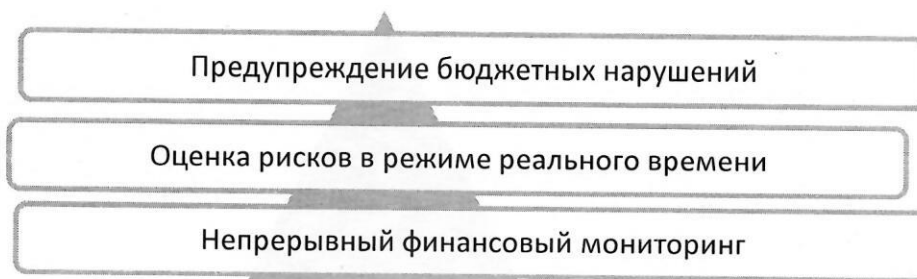 Предупреждение бюджетных нарушений
Оценка рисков в режиме реального времени
Непрерывный финансовый мониторинг